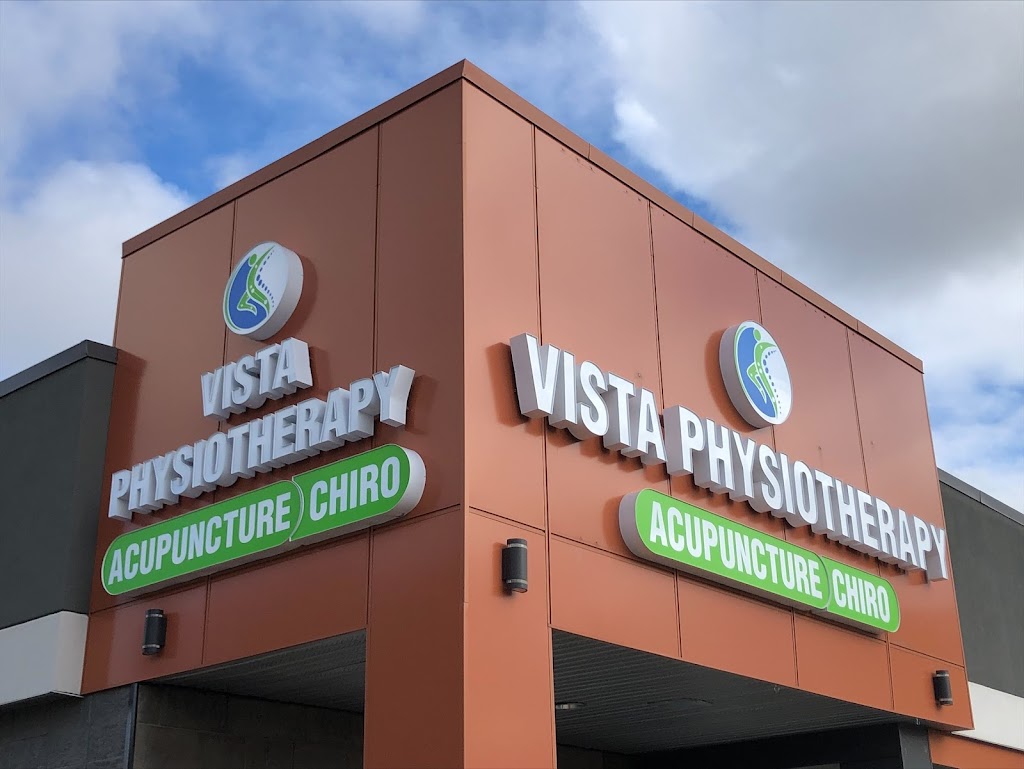 VISTA
PHYSIOTHERAPY
ACUPUNCTURE CHIRO
VISTA PHYSIOTHERAPY
ACUPUNCTURE CHIRO